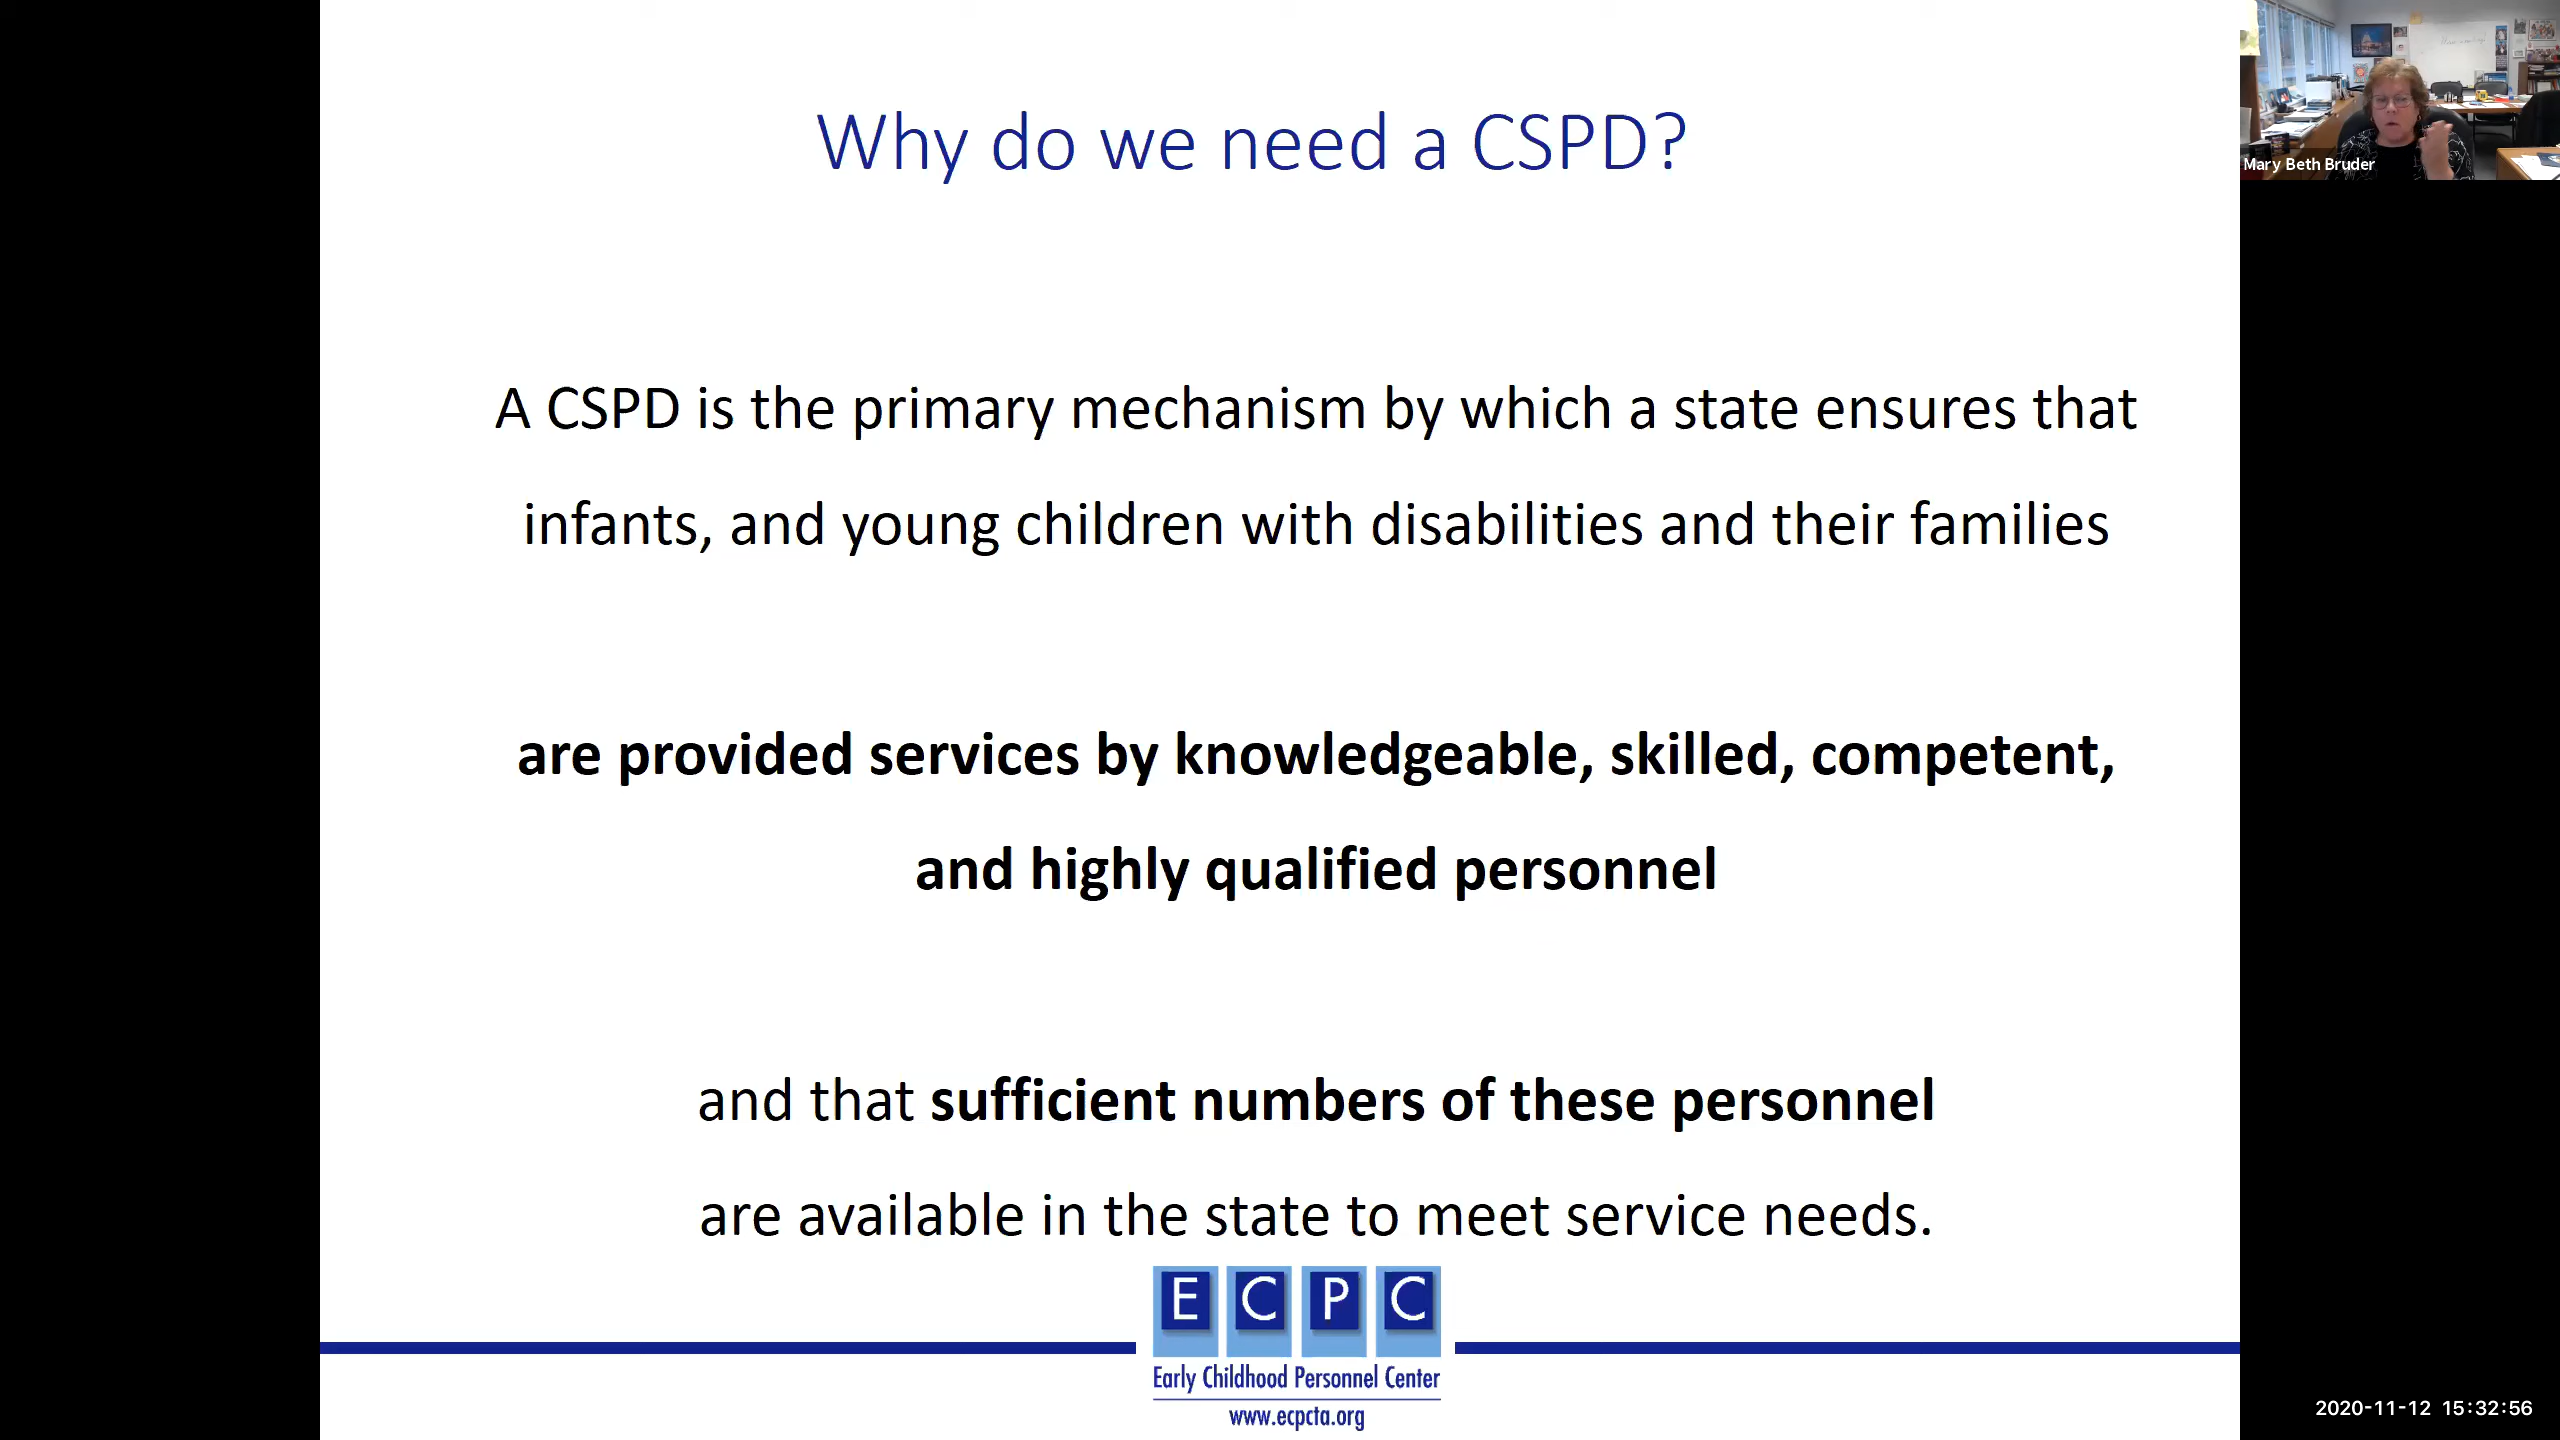 Why do we need a CSPD?
Mary Beth Bruder
A CSPD is the primary mechanism by which a state ensures that
infants, and young children with disabilities and their families
are provided services by knowledgeable, skilled, competent,
and highly qualified personnel
and that sufficient numbers of these personnel
are available in the state to meet service needs.
E C P C
Early Childhood Personnel Center
www.ecpcta.org
2020-11-12 15:32:56